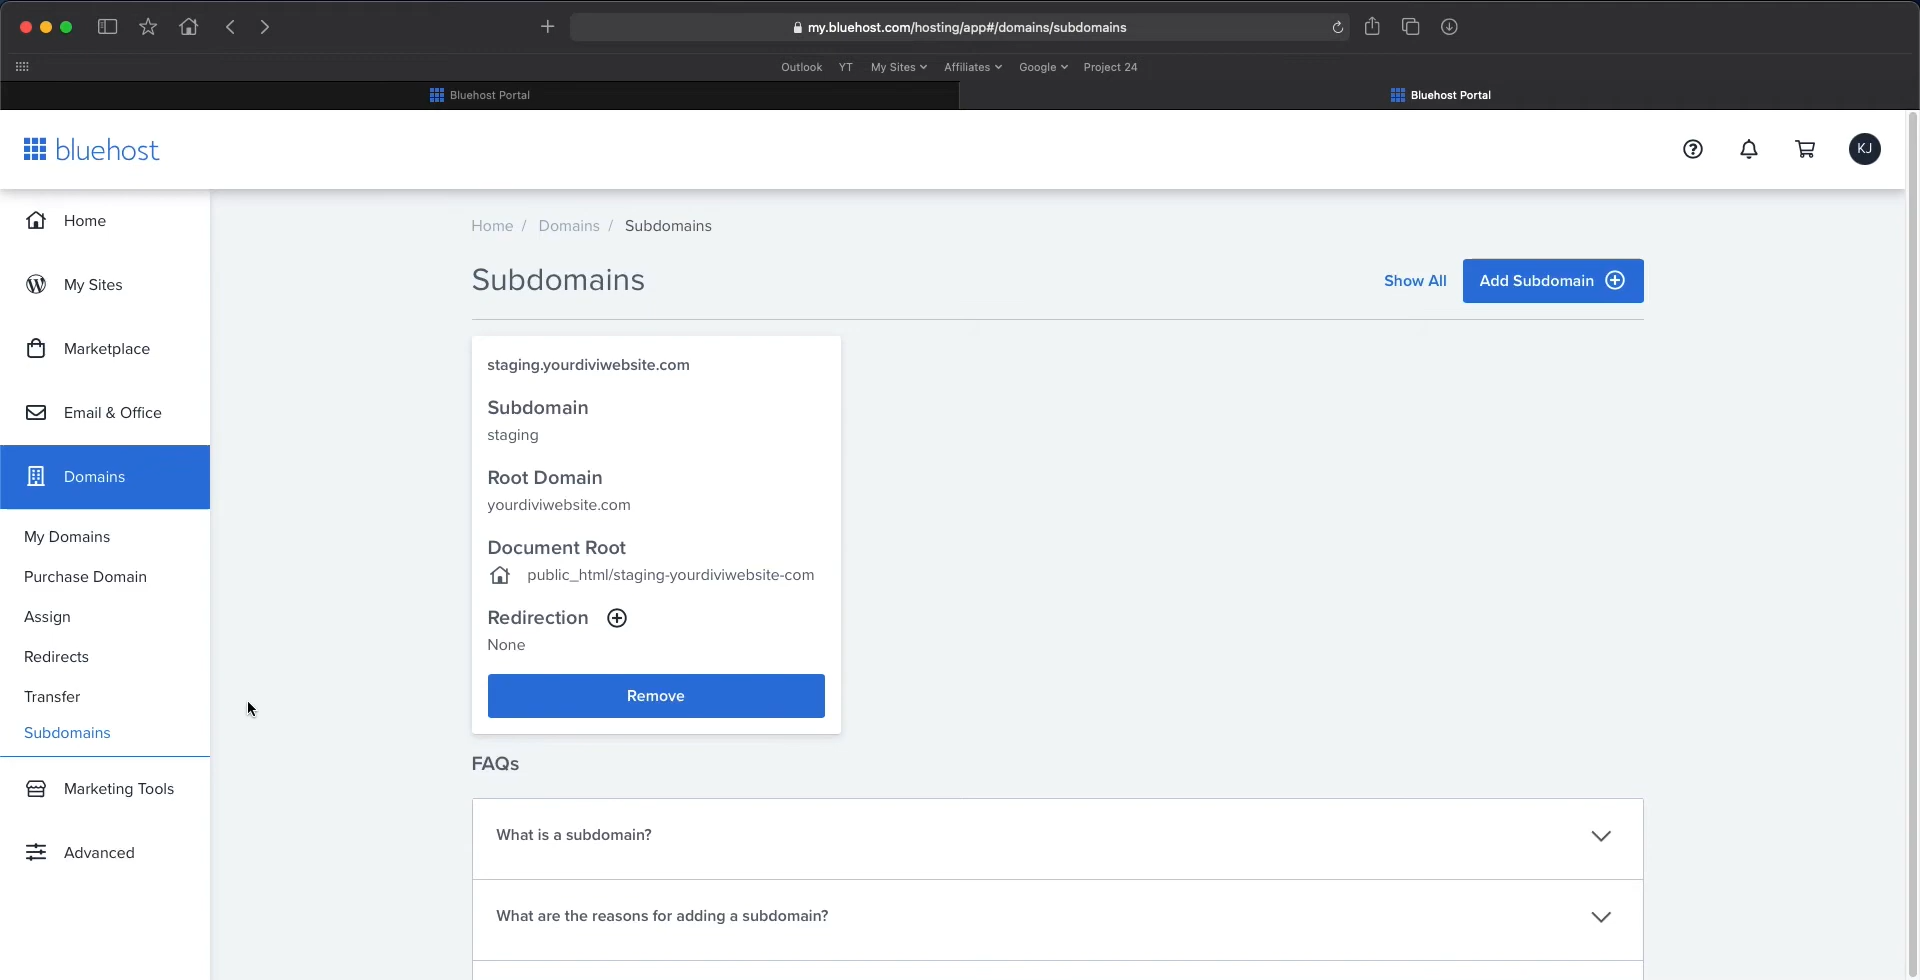 my.bluehost.com/hosting/app#/domains/subdomains
Outlook YT My Sites Affiliates Google Project 24
Bluehost Portal Bluehost Portal
bluehost
KJ
Home
My Sites
Marketplace
Email & Office
Domains
My Domains
Purchase Domain
Assign
Redirects
Transfer
Subdomains
Marketing Tools
Advanced
Home / Domains / Subdomains
Subdomains
Show All Add Subdomain
staging.yourdiviwebsite.com
Subdomain
staging
Root Domain
yourdiviwebsite.com
Document Root
public_html/staging-yourdiviwebsite-com
Redirection
None
Remove
FAQs
What is a subdomain?
What are the reasons for adding a subdomain?